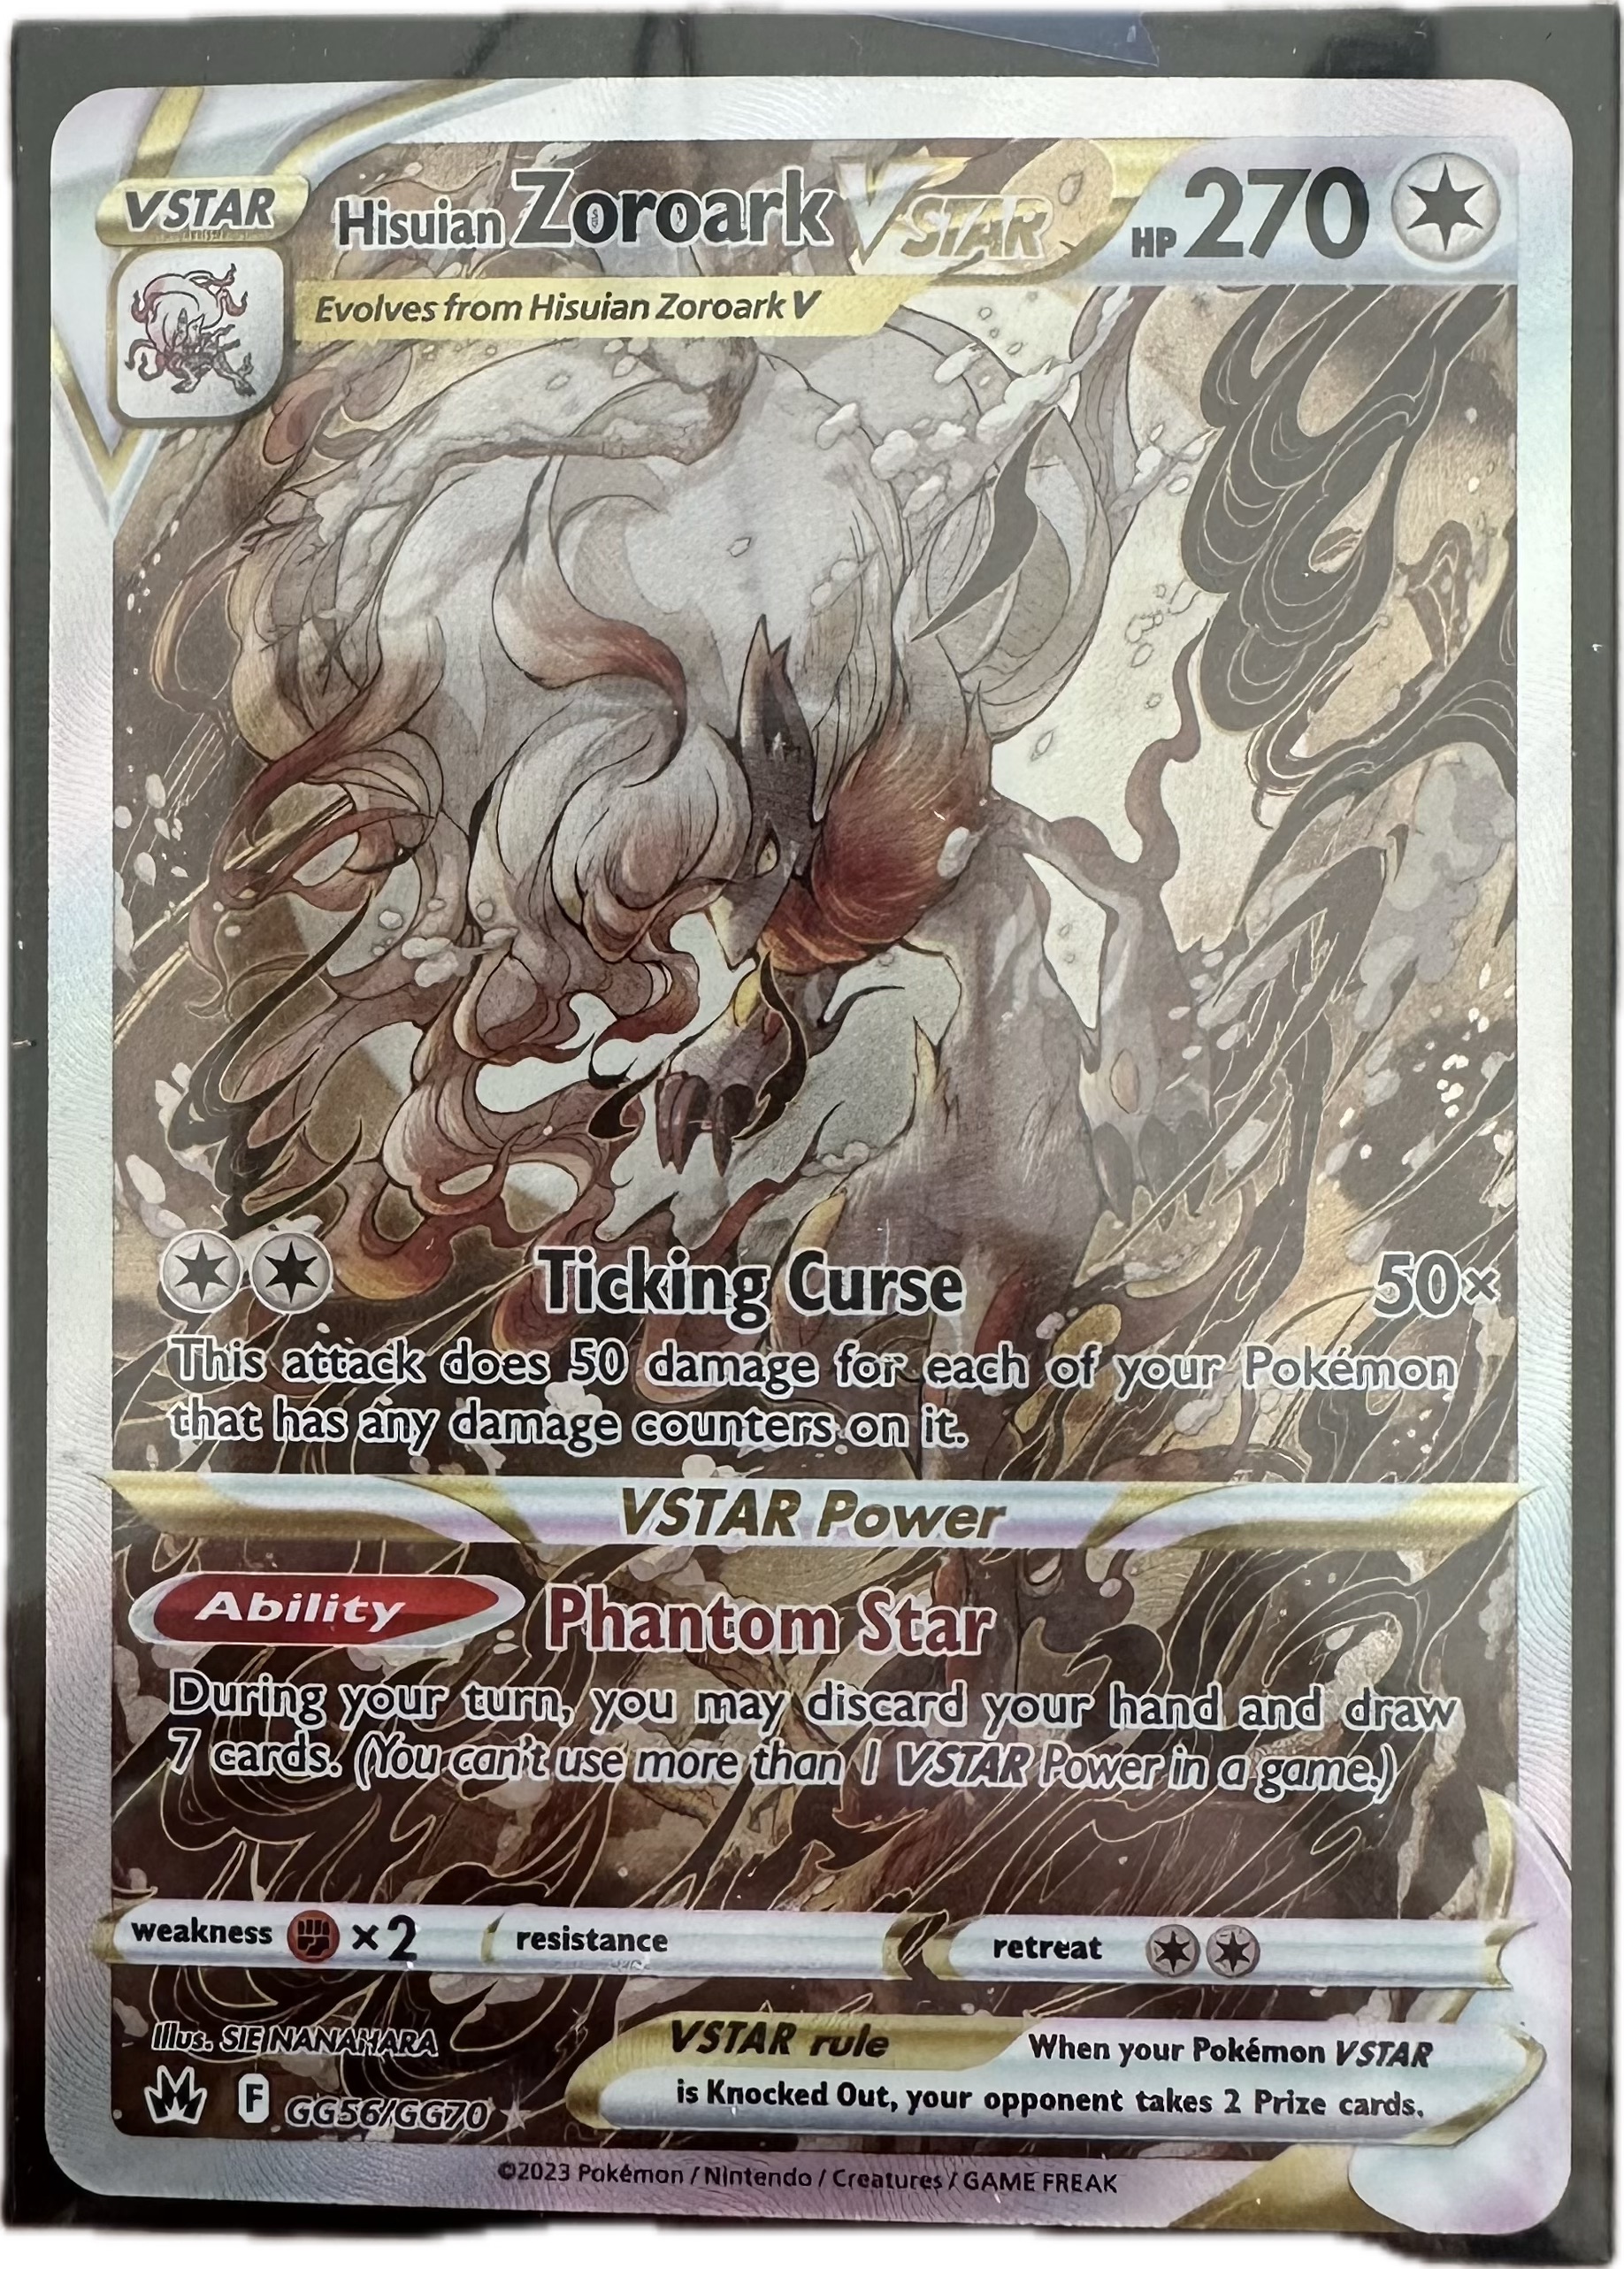 VSTAR
Hisuian Zoroark VSTAR HP 270
Evolves from Hisuian Zoroark V
Ticking Curse 50×
This attack does 50 damage for each of your Pokémon
that has any damage counters on it.
VSTAR Power
Ability Phantom Star
During your turn, you may discard your hand and draw
7 cards. (You can't use more than 1 VSTAR Power in a game.)
weakness ×2 resistance retreat
Illus. SIE NANAHARA
F GG56/GG70
VSTAR rule When your Pokémon VSTAR
is Knocked Out, your opponent takes 2 Prize cards.
©2023 Pokémon / Nintendo / Creatures / GAME FREAK